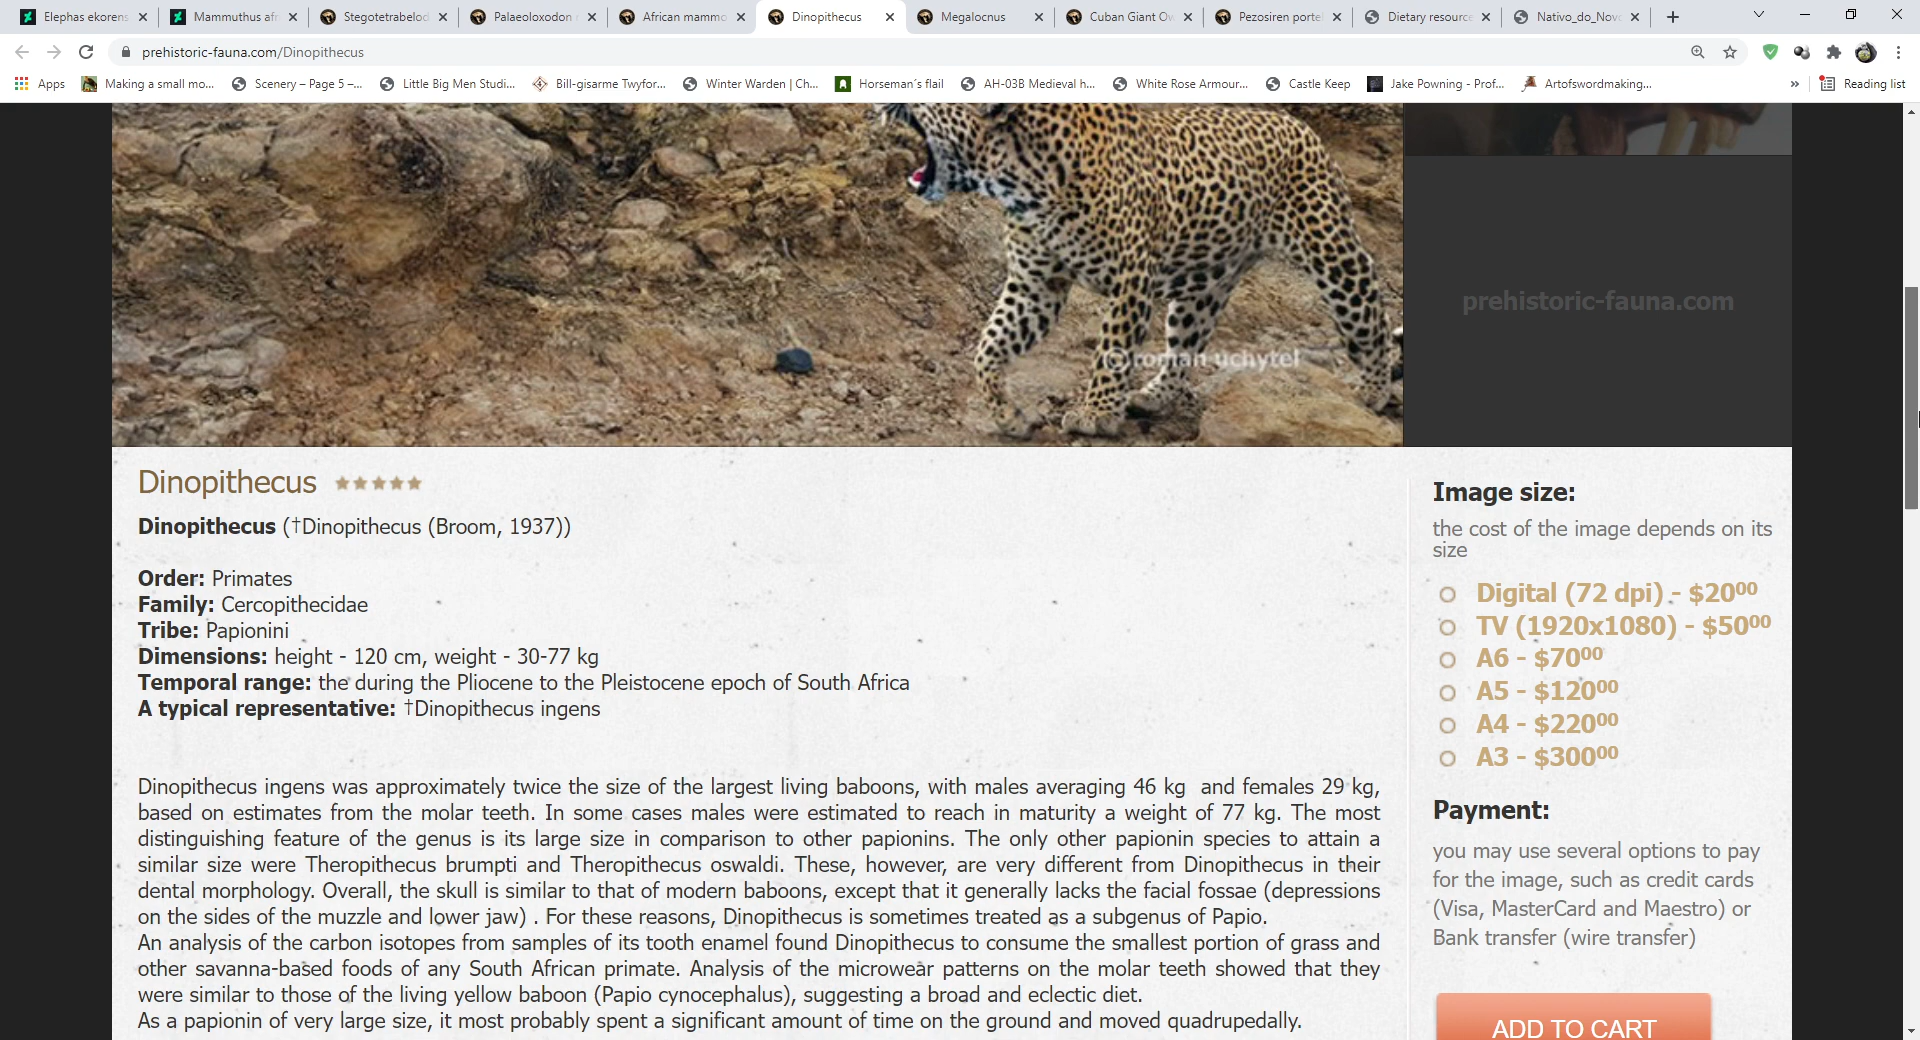 Elephas ekorens
Mammuthus afr
Stegotetrabelod
Palaeoloxodon
African mammo
Dinopithecus
Megalocnus
Cuban Giant Ow
Pezosiren portel
Dietary resource
Nativo_do_Novo
prehistoric-fauna.com/Dinopithecus
Apps
Making a small mo...
Scenery – Page 5 –...
Little Big Men Studi...
Bill-gisarme Twyfor...
Winter Warden | Ch...
Horseman´s flail
AH-03B Medieval h...
White Rose Armour...
Castle Keep
Jake Powning - Prof...
Artofswordmaking...
»
Reading list
prehistoric-fauna.com
©roman uchytel
Dinopithecus
Dinopithecus (†Dinopithecus (Broom, 1937))
Order: Primates
Family: Cercopithecidae
Tribe: Papionini
Dimensions: height - 120 cm, weight - 30-77 kg
Temporal range: the during the Pliocene to the Pleistocene epoch of South Africa
A typical representative: †Dinopithecus ingens
Dinopithecus ingens was approximately twice the size of the largest living baboons, with males averaging 46 kg and females 29 kg,
based on estimates from the molar teeth. In some cases males were estimated to reach in maturity a weight of 77 kg. The most
distinguishing feature of the genus is its large size in comparison to other papionins. The only other papionin species to attain a
similar size were Theropithecus brumpti and Theropithecus oswaldi. These, however, are very different from Dinopithecus in their
dental morphology. Overall, the skull is similar to that of modern baboons, except that it generally lacks the facial fossae (depressions
on the sides of the muzzle and lower jaw) . For these reasons, Dinopithecus is sometimes treated as a subgenus of Papio.
An analysis of the carbon isotopes from samples of its tooth enamel found Dinopithecus to consume the smallest portion of grass and
other savanna-based foods of any South African primate. Analysis of the microwear patterns on the molar teeth showed that they
were similar to those of the living yellow baboon (Papio cynocephalus), suggesting a broad and eclectic diet.
As a papionin of very large size, it most probably spent a significant amount of time on the ground and moved quadrupedally.
Image size:
the cost of the image depends on its
size
Digital (72 dpi) - $20⁰⁰
TV (1920x1080) - $50⁰⁰
A6 - $70⁰⁰
A5 - $120⁰⁰
A4 - $220⁰⁰
A3 - $300⁰⁰
Payment:
you may use several options to pay
for the image, such as credit cards
(Visa, MasterCard and Maestro) or
Bank transfer (wire transfer)
ADD TO CART